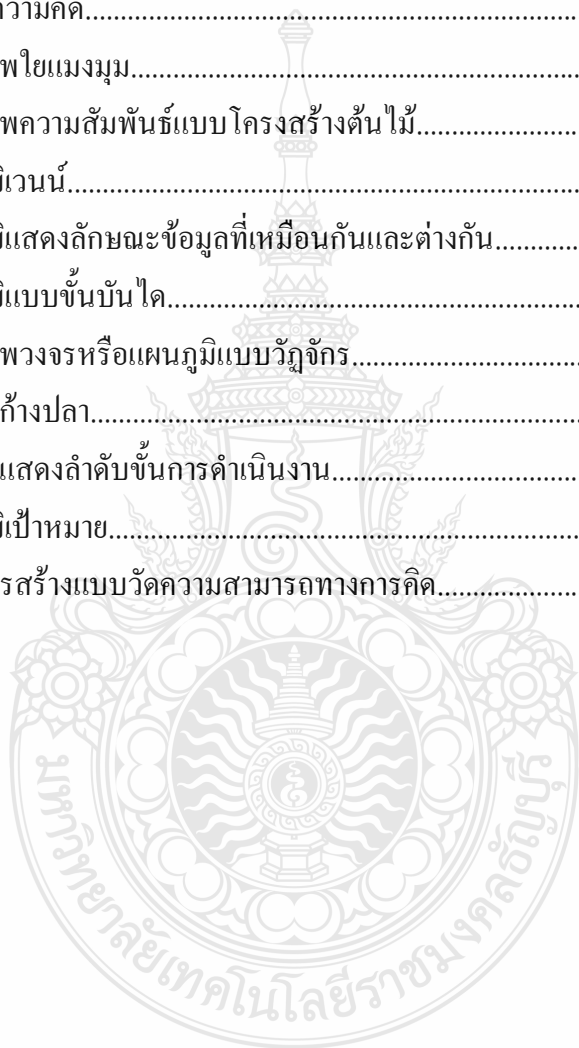 วามคิด...............................................................
พใยแมงมุม...............................................................
พความสัมพันธ์แบบโครงสร้างต้นไม้...............................
มิเวนน์...............................................................
มิแสดงลักษณะข้อมูลที่เหมือนกันและต่างกัน.............
มิแบบขั้นบันได...............................................................
พวงจรหรือแผนภูมิแบบวัฏจักร...............................
ก้างปลา...............................................................
แสดงลำดับขั้นการดำเนินงาน...............................
มิเป้าหมาย...............................................................
รสร้างแบบวัดความสามารถทางการคิด....................
มหาวิทยาลัยเทคโนโลยีราชมงคลธัญบุรี